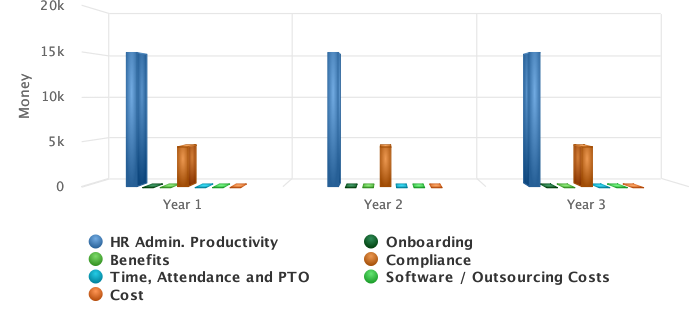 20k
15k
10k
5k
0
Money
Year 1
Year 2
Year 3
HR Admin. Productivity
Onboarding
Benefits
Compliance
Time, Attendance and PTO
Software / Outsourcing Costs
Cost